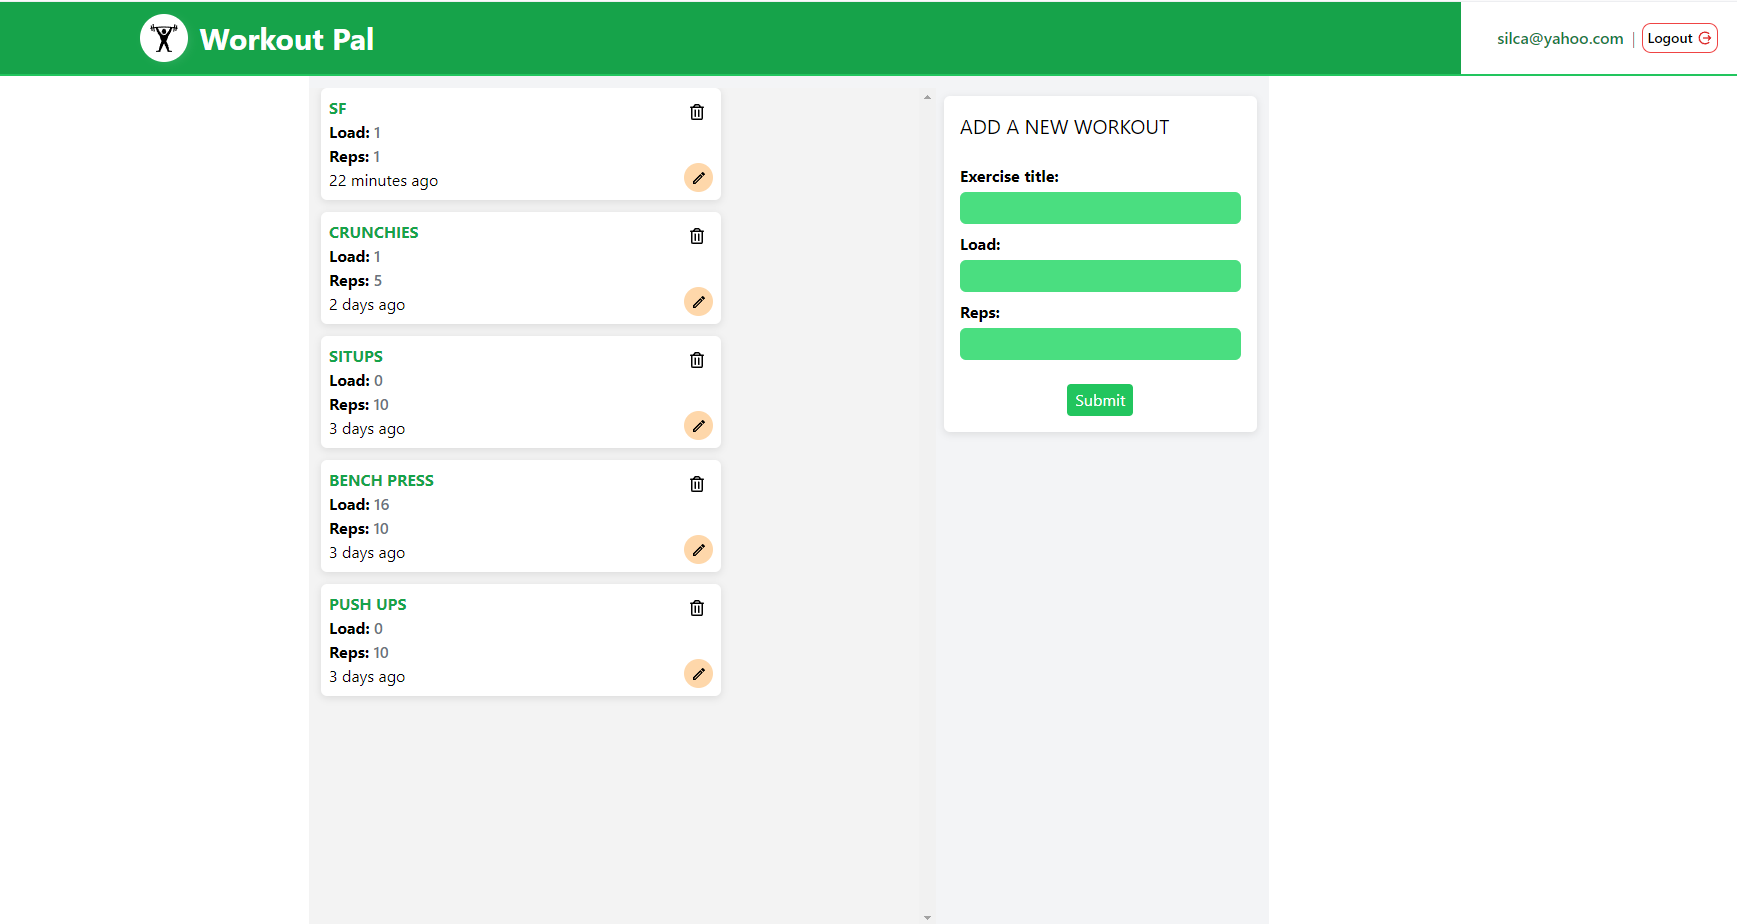 Workout Pal
silca@yahoo.com | Logout
SF
Load: 1
Reps: 1
22 minutes ago
CRUNCHIES
Load: 1
Reps: 5
2 days ago
SITUPS
Load: 0
Reps: 10
3 days ago
BENCH PRESS
Load: 16
Reps: 10
3 days ago
PUSH UPS
Load: 0
Reps: 10
3 days ago
ADD A NEW WORKOUT
Exercise title:
Load:
Reps:
Submit